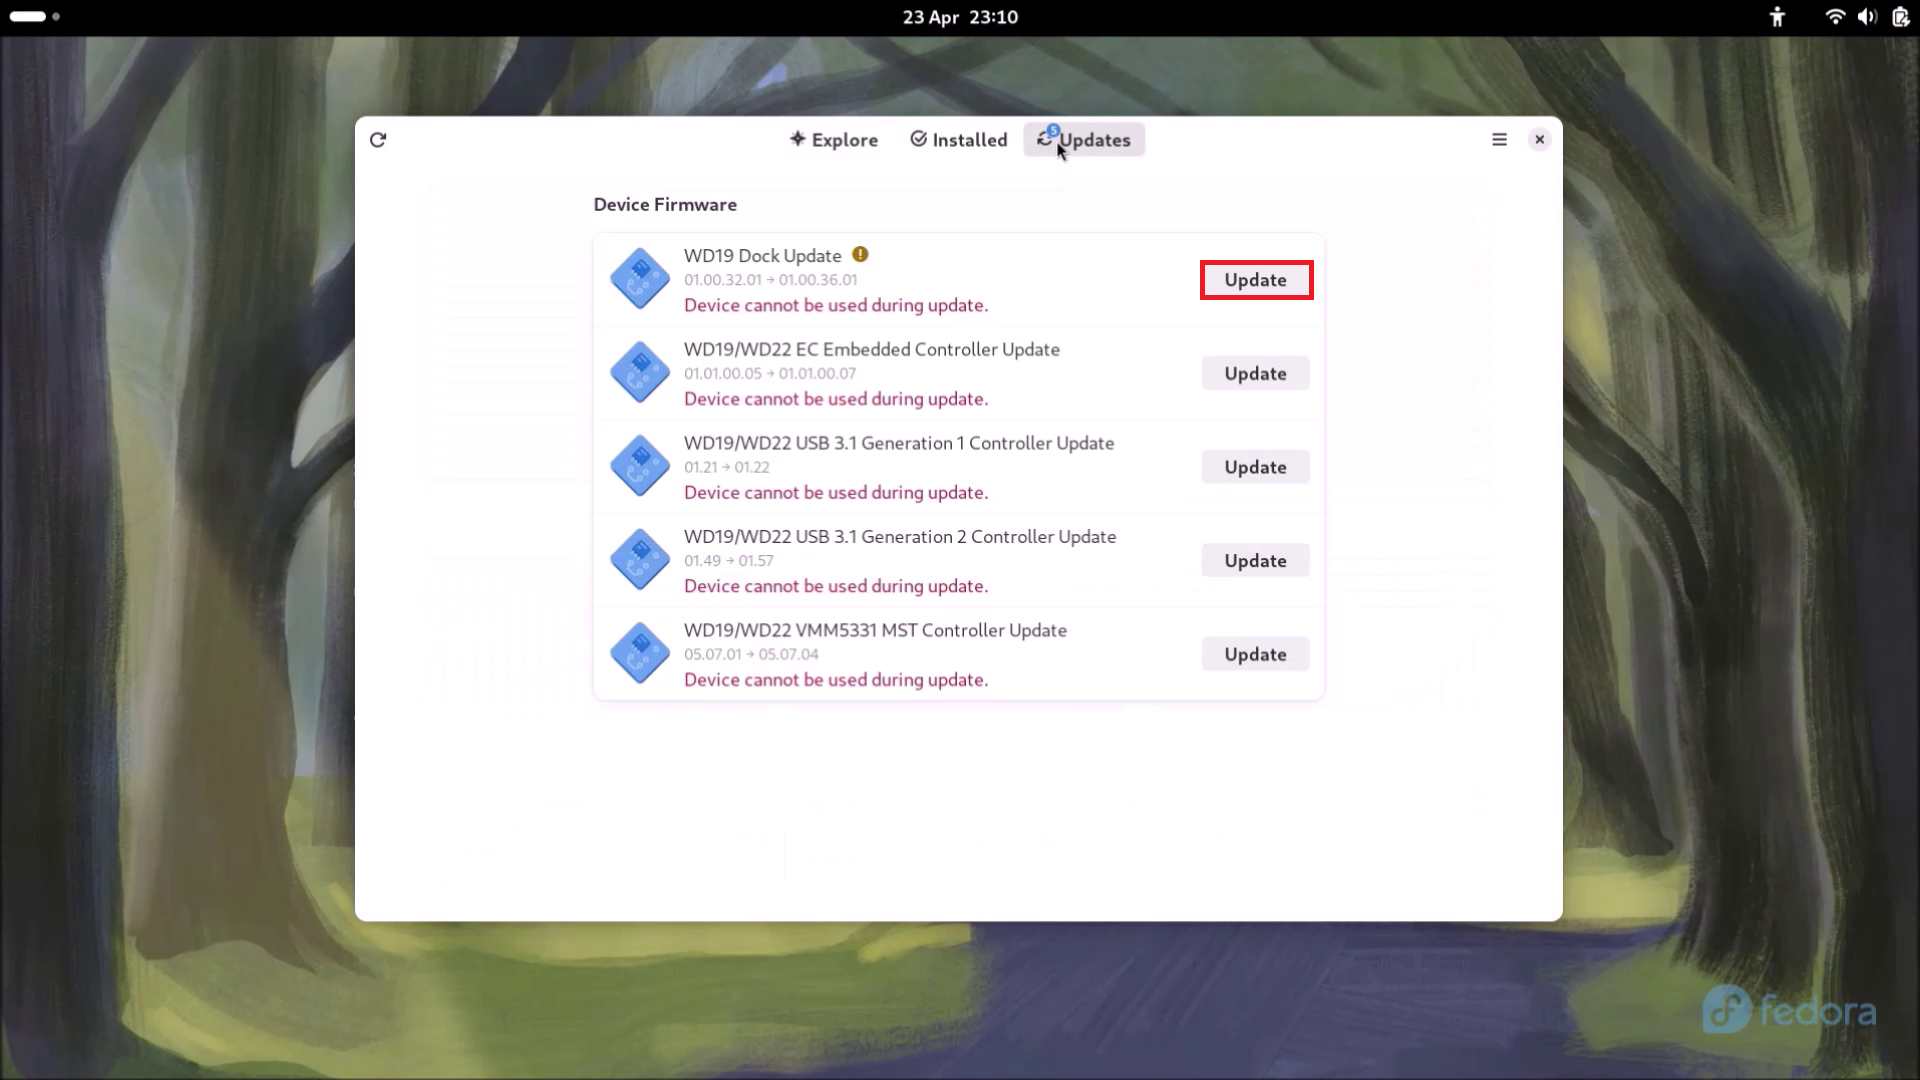 23 Apr 23:10
Explore
Installed
5
Updates
Device Firmware
WD19 Dock Update
01.00.32.01 → 01.00.36.01
Device cannot be used during update.
Update
WD19/WD22 EC Embedded Controller Update
01.01.00.05 → 01.01.00.07
Device cannot be used during update.
Update
WD19/WD22 USB 3.1 Generation 1 Controller Update
01.21 → 01.22
Device cannot be used during update.
Update
WD19/WD22 USB 3.1 Generation 2 Controller Update
01.49 → 01.57
Device cannot be used during update.
Update
WD19/WD22 VMM5331 MST Controller Update
05.07.01 → 05.07.04
Device cannot be used during update.
Update
fedora